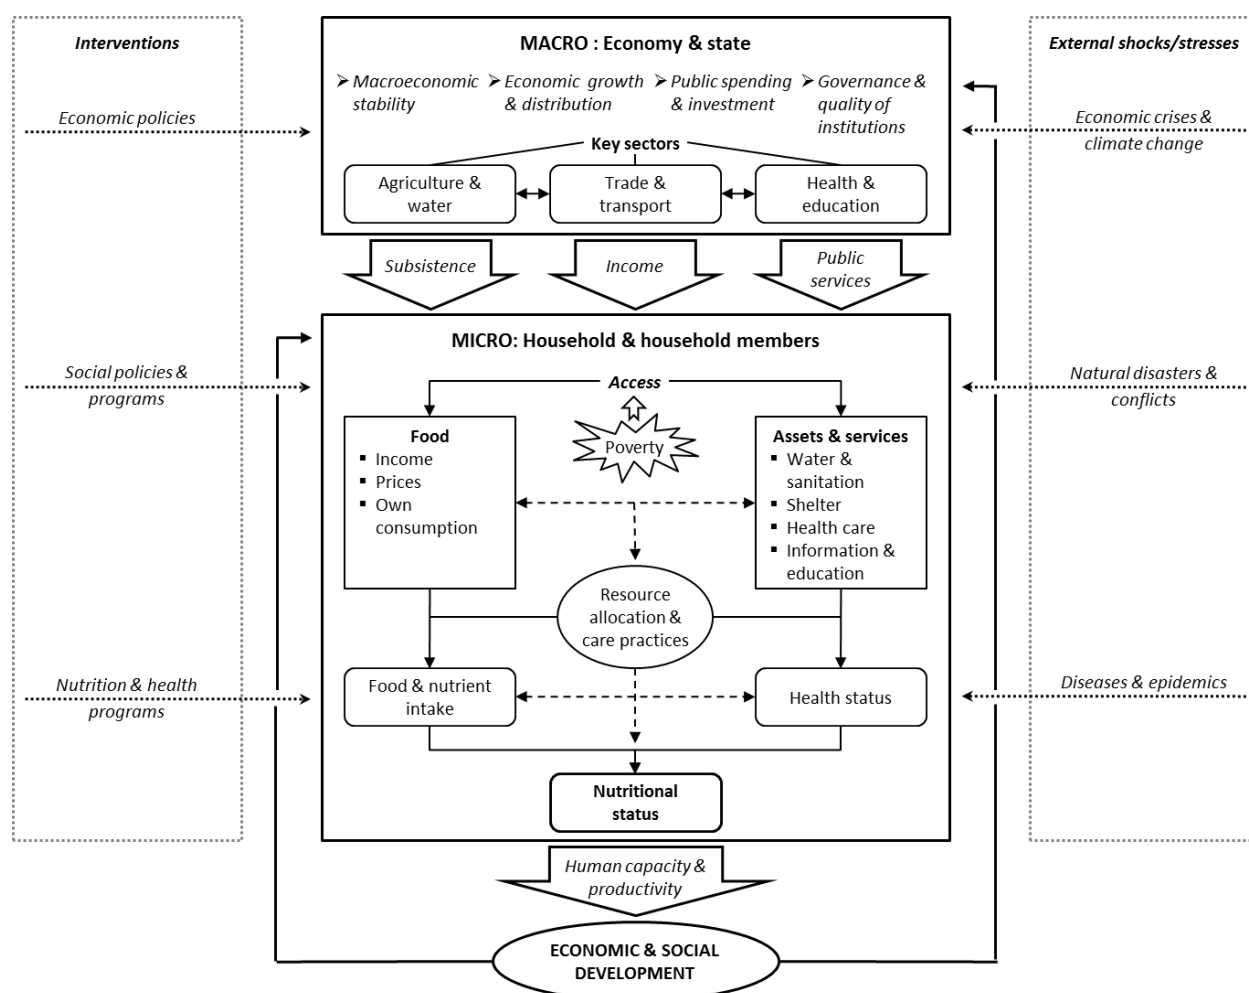 Interventions
Economic policies
Social policies &
programs
Nutrition & health
programs
MACRO : Economy & state
➢ Macroeconomic
stability
➢ Economic growth
& distribution
➢ Public spending
& investment
➢ Governance &
quality of
institutions
Key sectors
Agriculture &
water
Trade &
transport
Health &
education
Subsistence
Income
Public
services
MICRO: Household & household members
Access
Poverty
Food
▪ Income
▪ Prices
▪ Own
consumption
Assets & services
▪ Water &
sanitation
▪ Shelter
▪ Health care
▪ Information &
education
Resource
allocation &
care practices
Food & nutrient
intake
Health status
Nutritional
status
Human capacity &
productivity
ECONOMIC & SOCIAL
DEVELOPMENT
External shocks/stresses
Economic crises &
climate change
Natural disasters &
conflicts
Diseases & epidemics